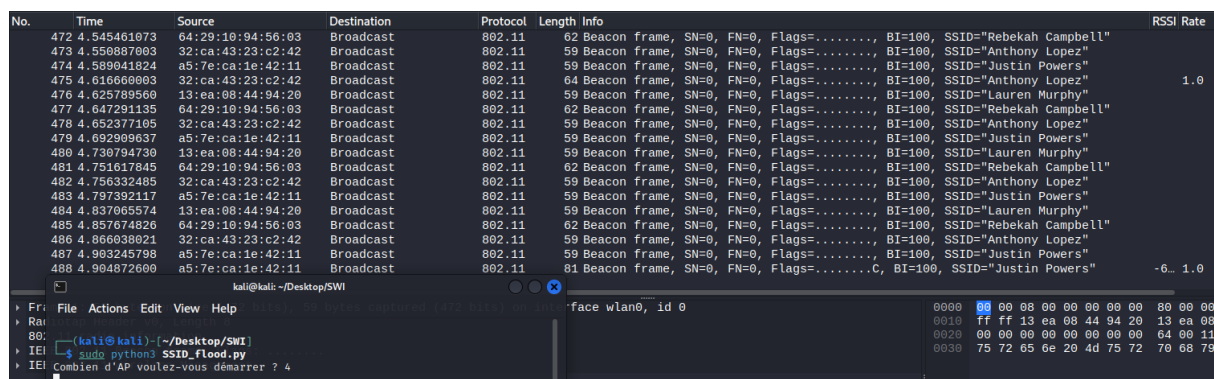 No. Time Source Destination Protocol Length Info RSSI Rate
472 4.545461073 64:29:10:94:56:03 Broadcast 802.11 62 Beacon frame, SN=0, FN=0, Flags=........, BI=100, SSID="Rebekah Campbell"
473 4.550887003 32:ca:43:23:c2:42 Broadcast 802.11 59 Beacon frame, SN=0, FN=0, Flags=........, BI=100, SSID="Anthony Lopez"
474 4.589041824 a5:7e:ca:1e:42:11 Broadcast 802.11 59 Beacon frame, SN=0, FN=0, Flags=........, BI=100, SSID="Justin Powers"
475 4.616660003 32:ca:43:23:c2:42 Broadcast 802.11 64 Beacon frame, SN=0, FN=0, Flags=........, BI=100, SSID="Anthony Lopez" 1.0
476 4.625789560 13:ea:08:44:94:20 Broadcast 802.11 59 Beacon frame, SN=0, FN=0, Flags=........, BI=100, SSID="Lauren Murphy"
477 4.647291135 64:29:10:94:56:03 Broadcast 802.11 62 Beacon frame, SN=0, FN=0, Flags=........, BI=100, SSID="Rebekah Campbell"
478 4.652377105 32:ca:43:23:c2:42 Broadcast 802.11 59 Beacon frame, SN=0, FN=0, Flags=........, BI=100, SSID="Anthony Lopez"
479 4.692909637 a5:7e:ca:1e:42:11 Broadcast 802.11 59 Beacon frame, SN=0, FN=0, Flags=........, BI=100, SSID="Justin Powers"
480 4.730794730 13:ea:08:44:94:20 Broadcast 802.11 59 Beacon frame, SN=0, FN=0, Flags=........, BI=100, SSID="Lauren Murphy"
481 4.751617845 64:29:10:94:56:03 Broadcast 802.11 62 Beacon frame, SN=0, FN=0, Flags=........, BI=100, SSID="Rebekah Campbell"
482 4.756332485 32:ca:43:23:c2:42 Broadcast 802.11 59 Beacon frame, SN=0, FN=0, Flags=........, BI=100, SSID="Anthony Lopez"
483 4.797392117 a5:7e:ca:1e:42:11 Broadcast 802.11 59 Beacon frame, SN=0, FN=0, Flags=........, BI=100, SSID="Justin Powers"
484 4.837065574 13:ea:08:44:94:20 Broadcast 802.11 59 Beacon frame, SN=0, FN=0, Flags=........, BI=100, SSID="Lauren Murphy"
485 4.857674826 64:29:10:94:56:03 Broadcast 802.11 62 Beacon frame, SN=0, FN=0, Flags=........, BI=100, SSID="Rebekah Campbell"
486 4.866038021 32:ca:43:23:c2:42 Broadcast 802.11 59 Beacon frame, SN=0, FN=0, Flags=........, BI=100, SSID="Anthony Lopez"
487 4.903245798 a5:7e:ca:1e:42:11 Broadcast 802.11 59 Beacon frame, SN=0, FN=0, Flags=........, BI=100, SSID="Justin Powers"
488 4.904872600 a5:7e:ca:1e:42:11 Broadcast 802.11 81 Beacon frame, SN=0, FN=0, Flags=........C, BI=100, SSID="Justin Powers" -6… 1.0
kali@kali: ~/Desktop/SWI
File Actions Edit View Help
(kali㉿kali)-[~/Desktop/SWI]
$ sudo python3 SSID_flood.py
Combien d'AP voulez-vous démarrer ? 4
Fra
Rad
802
IEE
IEE
face wlan0, id 0
0000 00 00 08 00 00 00 00 00 80 00 00
0010 ff ff 13 ea 08 44 94 20 13 ea 08
0020 00 00 00 00 00 00 00 00 64 00 11
0030 75 72 65 6e 20 4d 75 72 70 68 79